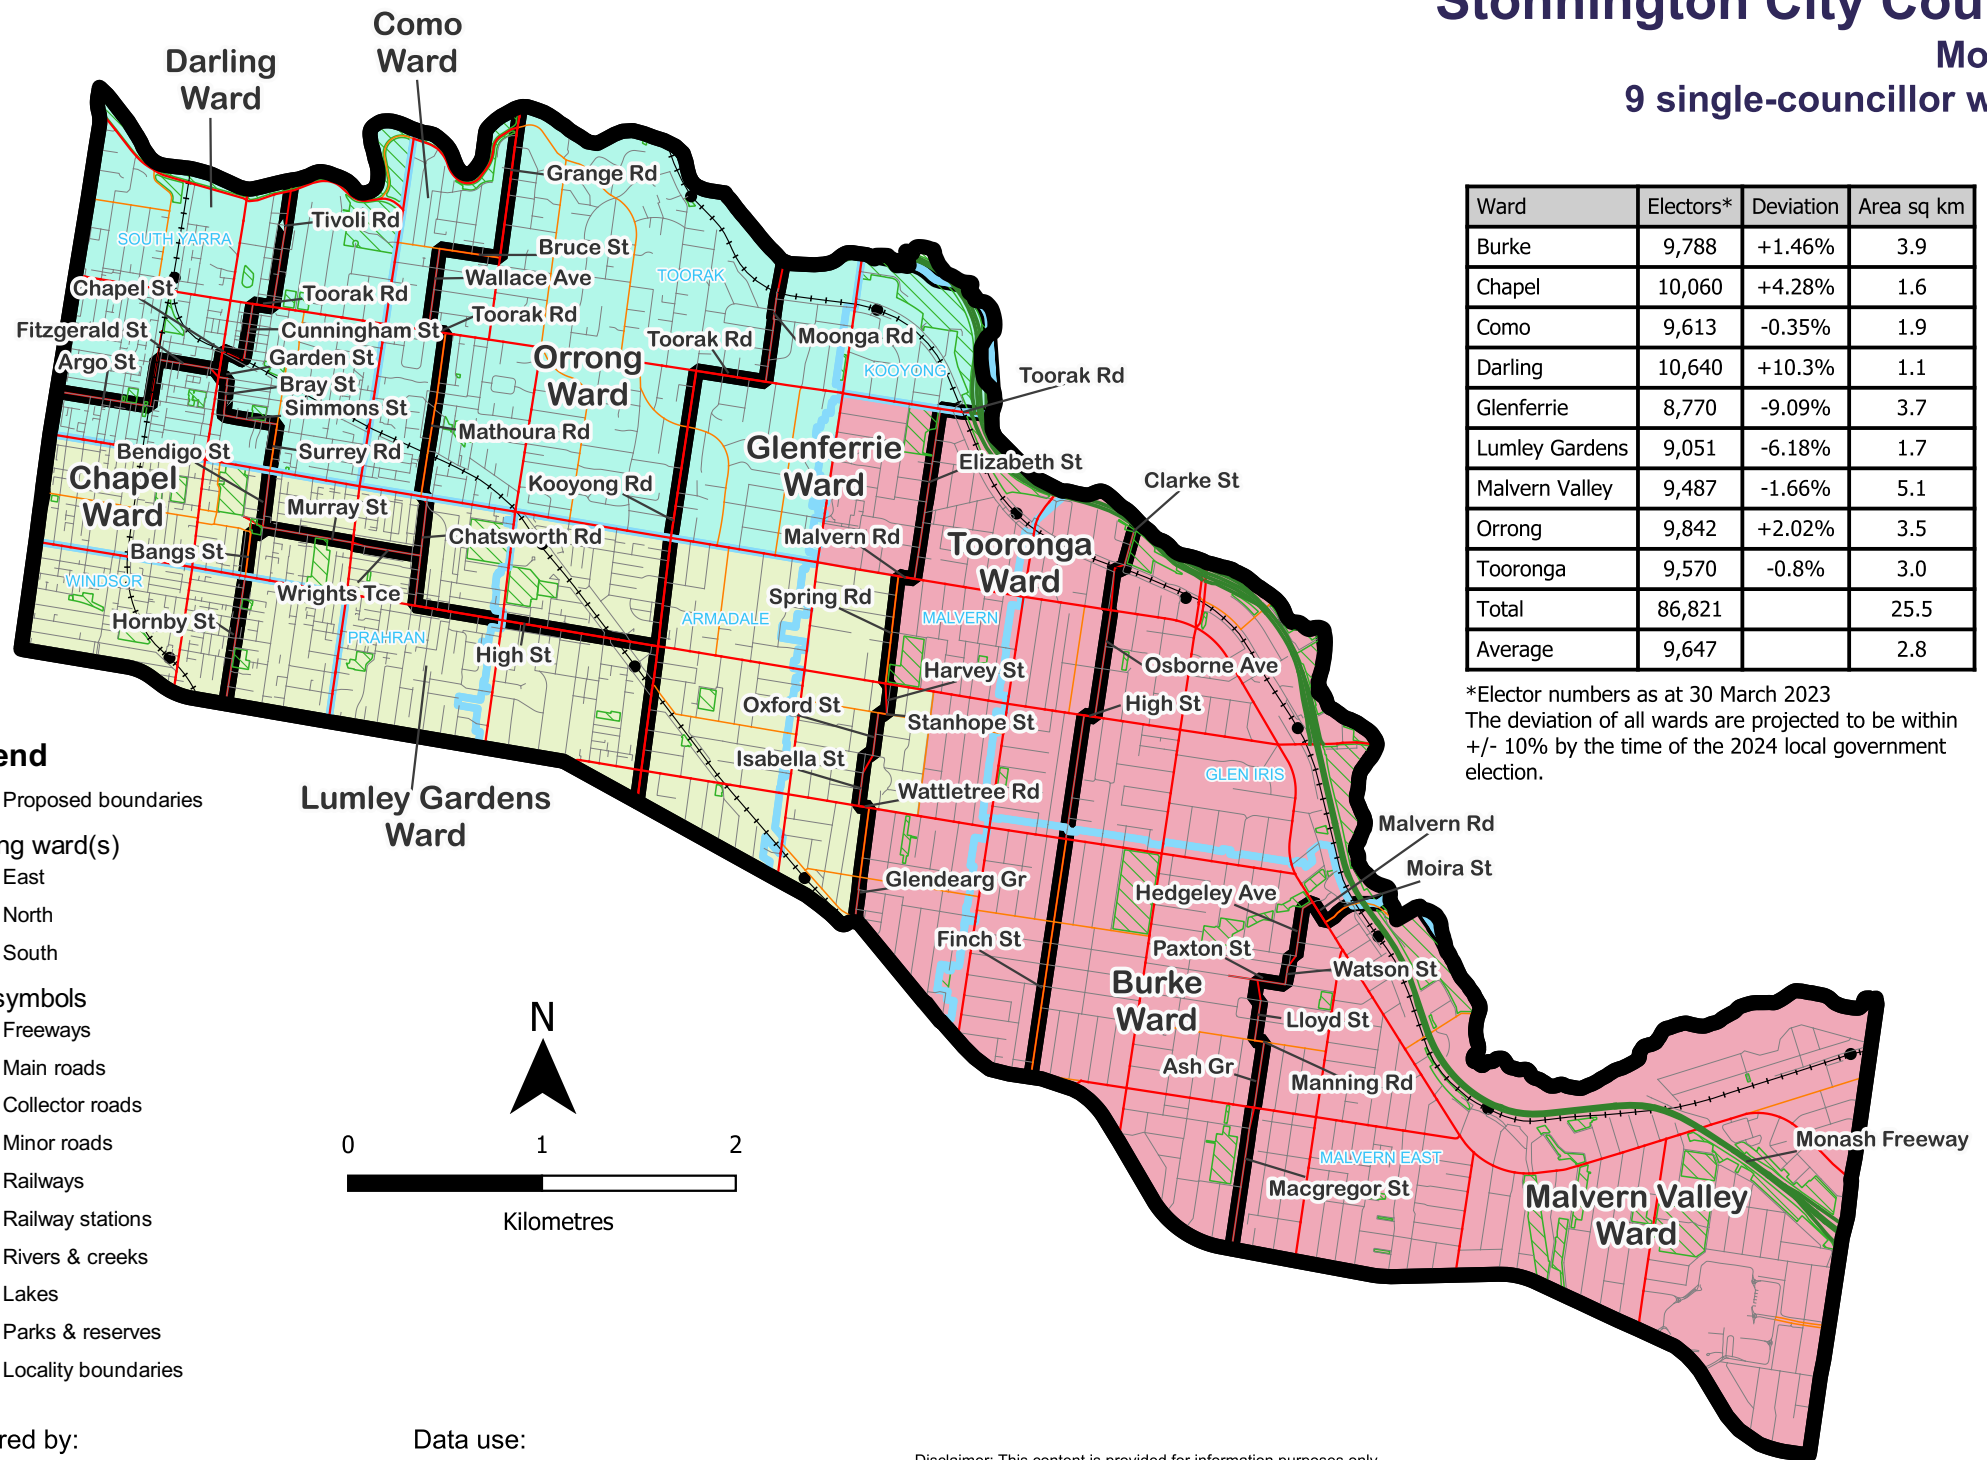 Stonnington City Cou
Mo
9 single-councillor w
Como
Ward
Darling
Ward
Grange Rd
Tivoli Rd
SOUTH YARRA
Bruce St
TOORAK
Wallace Ave
Chapel St
Toorak Rd
Toorak Rd
Fitzgerald St
Cunningham St
Toorak Rd
Moonga Rd
Argo St
Garden St
Orrong
Ward
KOOYONG
Toorak Rd
Bray St
Simmons St
Mathoura Rd
Bendigo St
Surrey Rd
Glenferrie
Ward
Elizabeth St
Chapel
Ward
Kooyong Rd
Clarke St
Murray St
Chatsworth Rd
Malvern Rd
Tooronga
Ward
Bangs St
WINDSOR
Wrights Tce
Spring Rd
Hornby St
PRAHRAN
ARMADALE
MALVERN
High St
Harvey St
Osborne Ave
Oxford St
Stanhope St
High St
Isabella St
GLEN IRIS
Wattletree Rd
Lumley Gardens
Ward
Malvern Rd
Moira St
Glendearg Gr
Hedgeley Ave
Finch St
Paxton St
Watson St
Burke
Ward
Lloyd St
Ash Gr
Manning Rd
Monash Freeway
MALVERN EAST
Macgregor St
Malvern Valley
Ward
Ward Electors* Deviation Area sq km
Burke 9,788 +1.46% 3.9
Chapel 10,060 +4.28% 1.6
Como 9,613 -0.35% 1.9
Darling 10,640 +10.3% 1.1
Glenferrie 8,770 -9.09% 3.7
Lumley Gardens 9,051 -6.18% 1.7
Malvern Valley 9,487 -1.66% 5.1
Orrong 9,842 +2.02% 3.5
Tooronga 9,570 -0.8% 3.0
Total 86,821 25.5
Average 9,647 2.8
*Elector numbers as at 30 March 2023
The deviation of all wards are projected to be within
+/- 10% by the time of the 2024 local government
election.
end
Proposed boundaries
ng ward(s)
East
North
South
symbols
Freeways
Main roads
Collector roads
Minor roads
Railways
Railway stations
Rivers & creeks
Lakes
Parks & reserves
Locality boundaries
N
0 1 2
Kilometres
red by:
Data use:
Disclaimer: This content is provided for information purposes only.